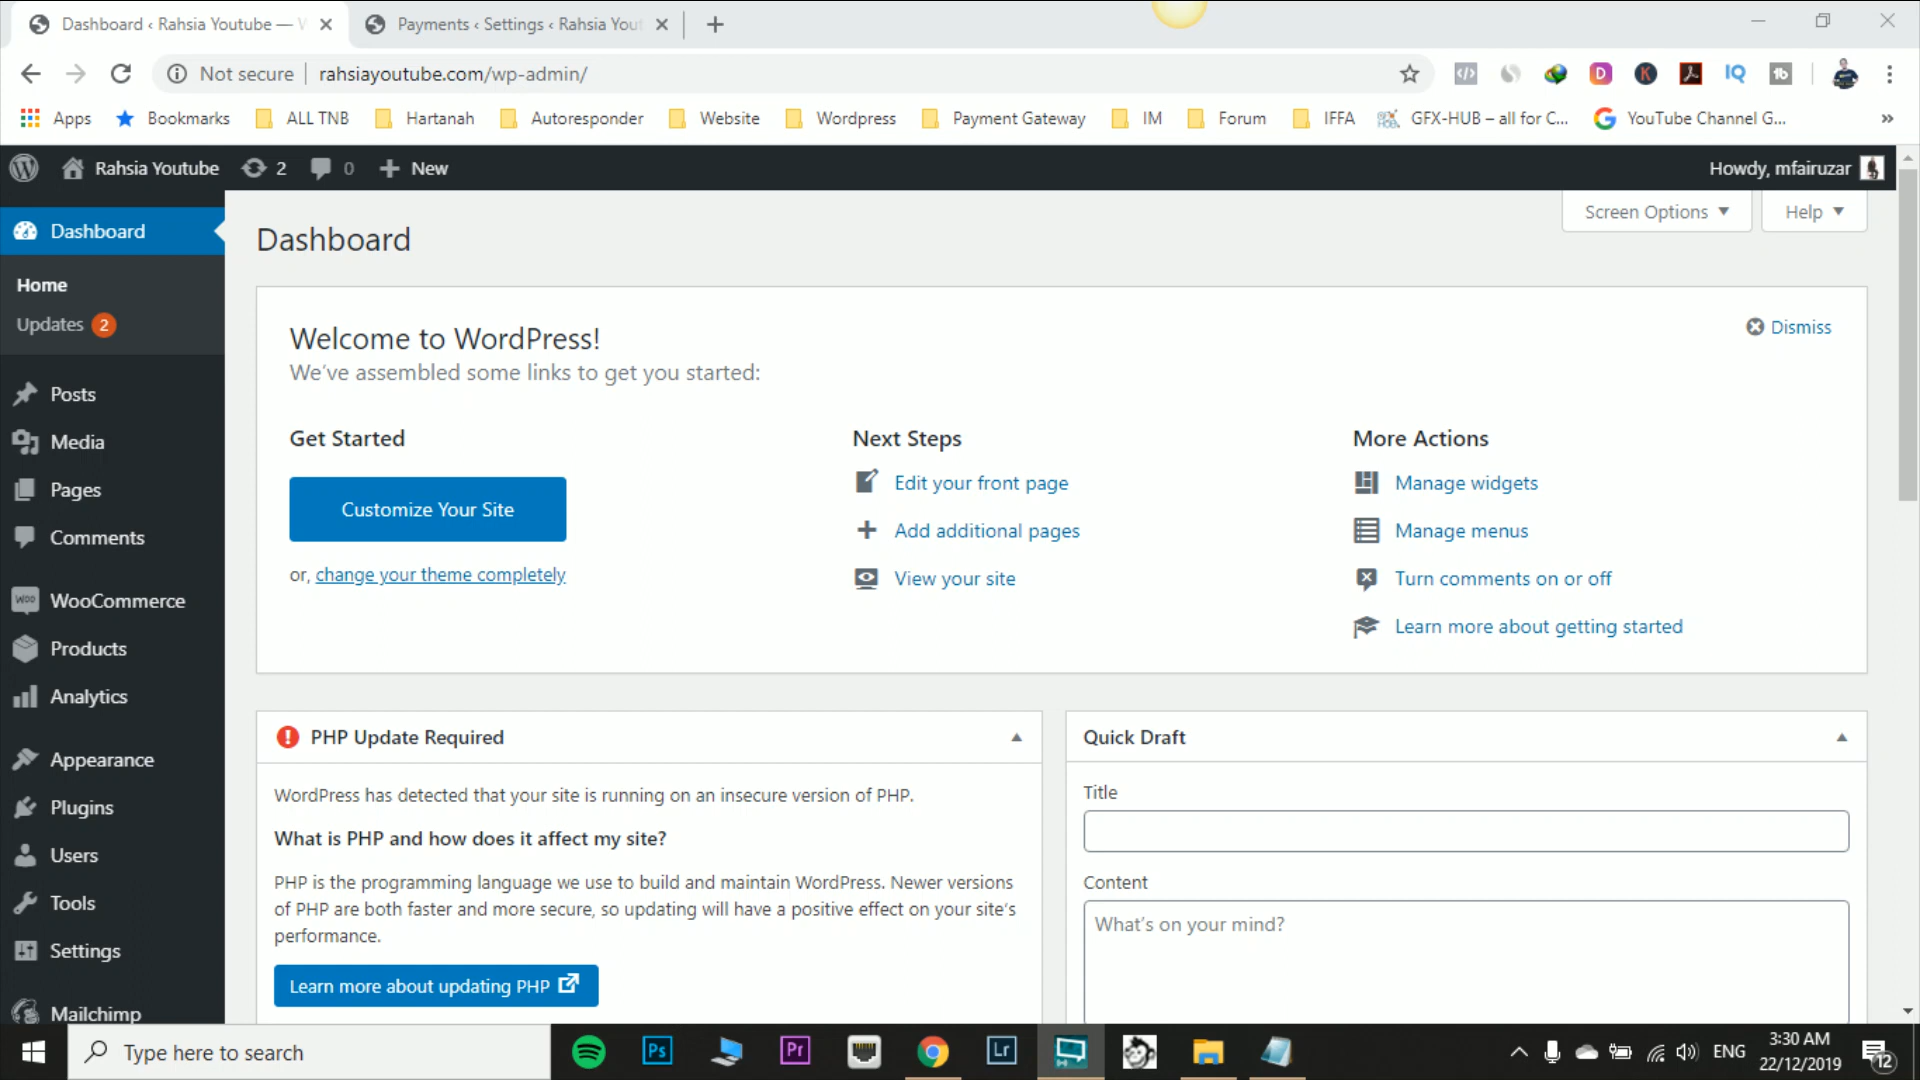 Dashboard ‹ Rahsia Youtube — W
Payments ‹ Settings ‹ Rahsia Yout
Not secure
rahsiayoutube.com/wp-admin/
Apps
Bookmarks
ALL TNB
Hartanah
Autoresponder
Website
Wordpress
Payment Gateway
IM
Forum
IFFA
GFX-HUB – all for C...
YouTube Channel G...
»
Rahsia Youtube
2
0
New
Howdy, mfairuzar
Dashboard
Home
Updates 2
Posts
Media
Pages
Comments
WooCommerce
Products
Analytics
Appearance
Plugins
Users
Tools
Settings
Mailchimp
Screen Options
Help
Dashboard
Welcome to WordPress!
We’ve assembled some links to get you started:
Dismiss
Get Started
Customize Your Site
or, change your theme completely
Next Steps
Edit your front page
Add additional pages
View your site
More Actions
Manage widgets
Manage menus
Turn comments on or off
Learn more about getting started
PHP Update Required
WordPress has detected that your site is running on an insecure version of PHP.
What is PHP and how does it affect my site?
PHP is the programming language we use to build and maintain WordPress. Newer versions
of PHP are both faster and more secure, so updating will have a positive effect on your site’s
performance.
Learn more about updating PHP
Quick Draft
Title
Content
What’s on your mind?
Type here to search
Ps
Pr
Lr
ENG
3:30 AM
22/12/2019
12